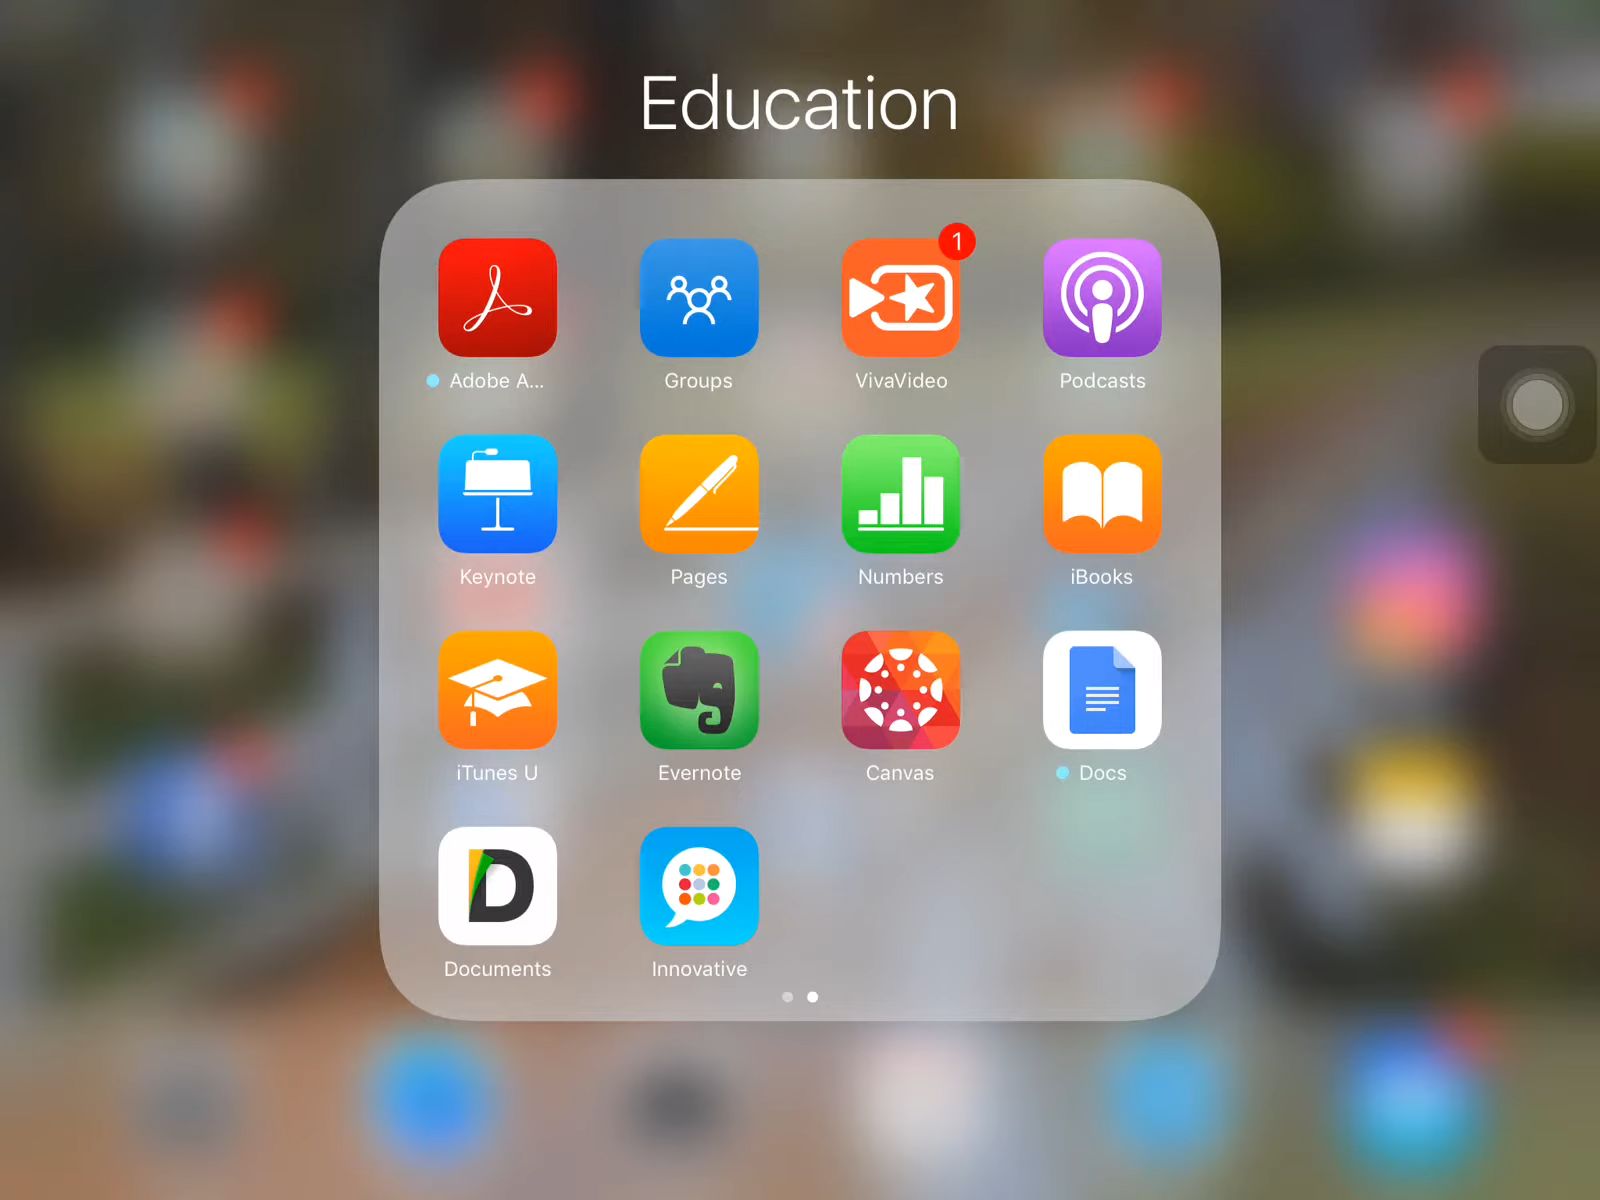 Education
1
Adobe A...
Groups
VivaVideo
Podcasts
Keynote
Pages
Numbers
iBooks
iTunes U
Evernote
Canvas
Docs
D
Documents
Innovative